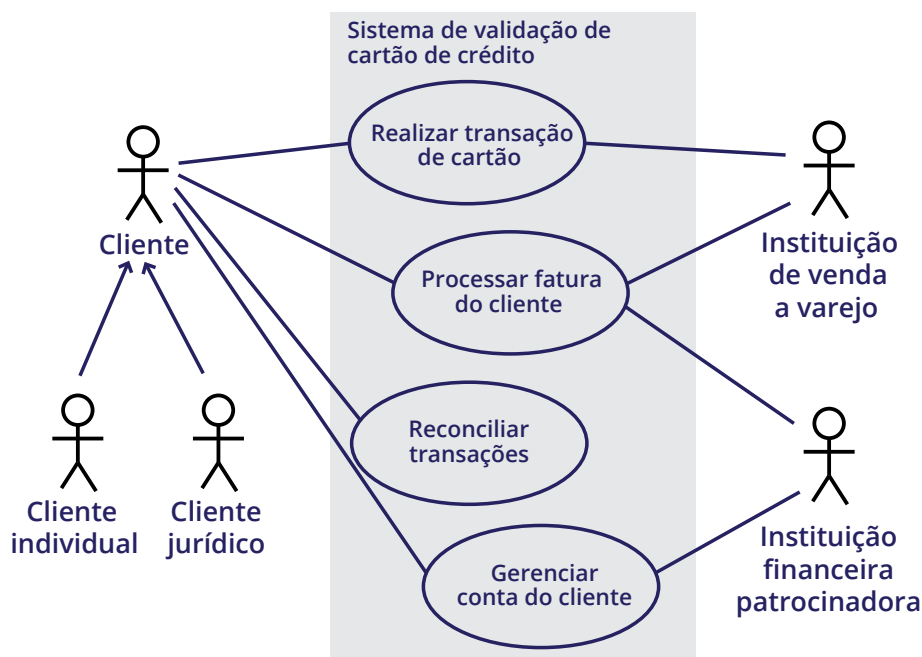 Sistema de validação de
cartão de crédito
Realizar transação
de cartão
Cliente
Instituição
de venda
a varejo
Processar fatura
do cliente
Reconciliar
transações
Cliente
individual
Cliente
jurídico
Gerenciar
conta do cliente
Instituição
financeira
patrocinadora